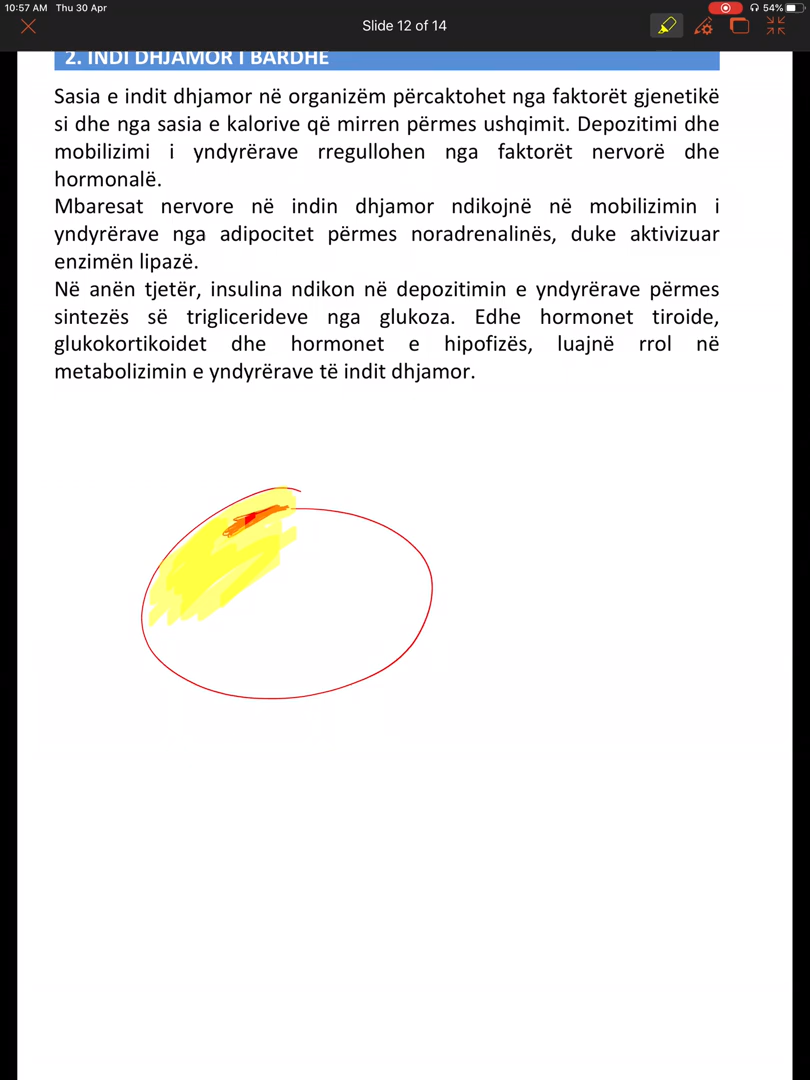 10:57 AM Thu 30 Apr
54%
Slide 12 of 14
2. INDI DHJAMOR I BARDHË
Sasia e indit dhjamor në organizëm përcaktohet nga faktorët gjenetikë
si dhe nga sasia e kalorive që mirren përmes ushqimit. Depozitimi dhe
mobilizimi i yndyrërave rregullohen nga faktorët nervorë dhe
hormonalë.
Mbaresat nervore në indin dhjamor ndikojnë në mobilizimin i
yndyrërave nga adipocitet përmes noradrenalinës, duke aktivizuar
enzimën lipazë.
Në anën tjetër, insulina ndikon në depozitimin e yndyrërave përmes
sintezës së triglicerideve nga glukoza. Edhe hormonet tiroide,
glukokortikoidet dhe hormonet e hipofizës, luajnë rrol në
metabolizimin e yndyrërave të indit dhjamor.